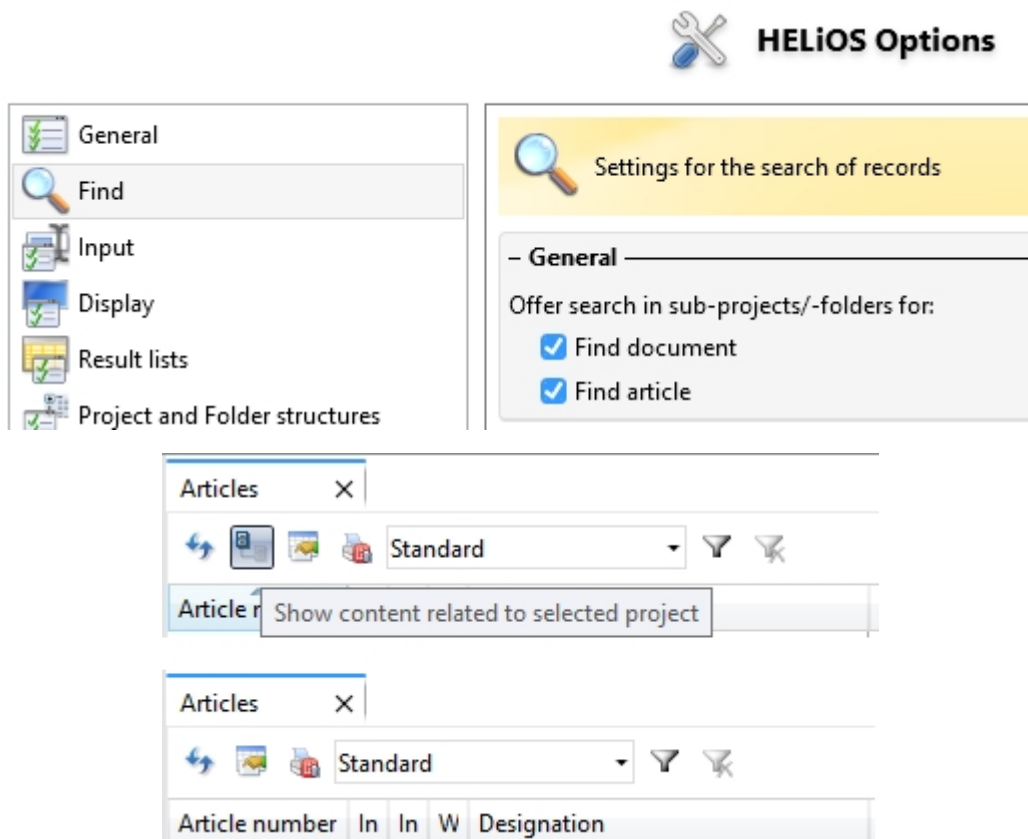 HELiOS Options
General
Find
Input
Display
Result lists
Project and Folder structures
Settings for the search of records
– General
Offer search in sub-projects/-folders for:
Find document
Find article
Articles
Standard
Article
Show content related to selected project
Articles
Standard
Article number In In W Designation